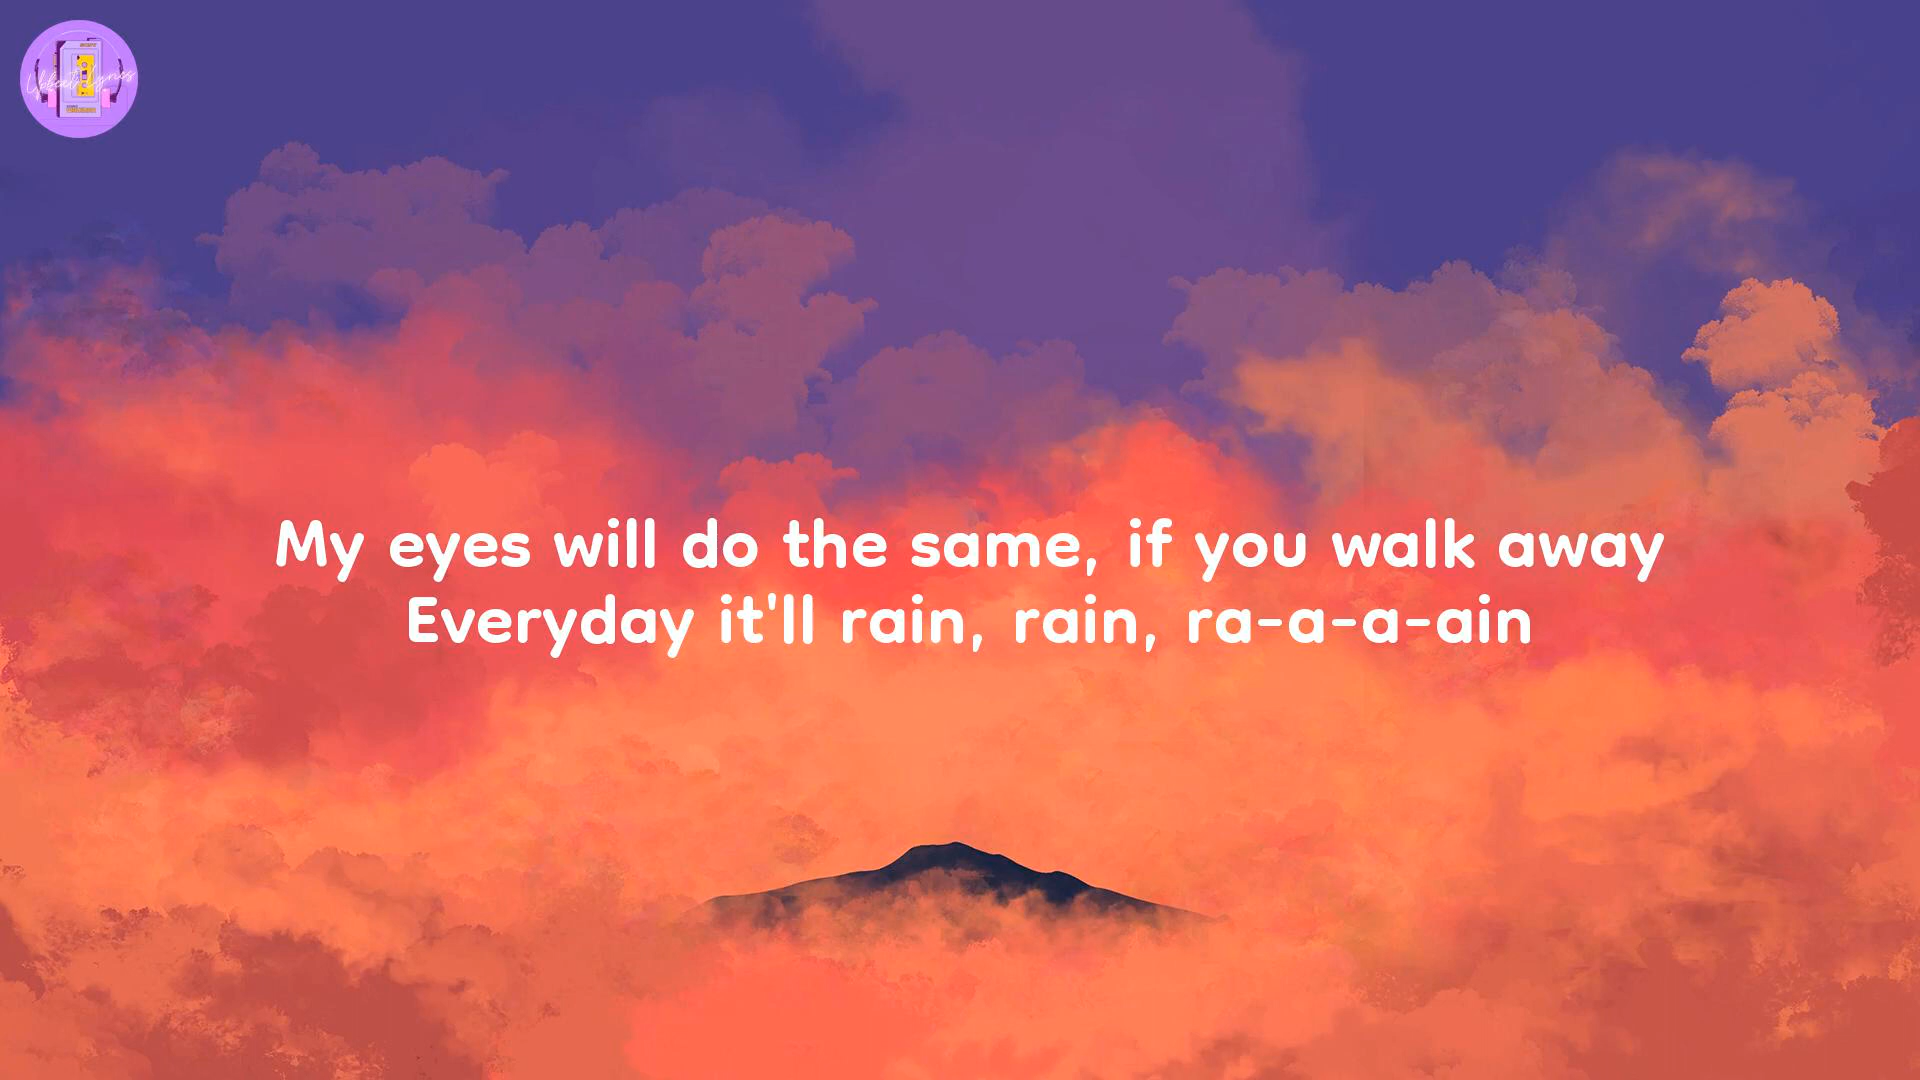 My eyes will do the same, if you walk away
Everyday it'll rain, rain, ra-a-a-ain